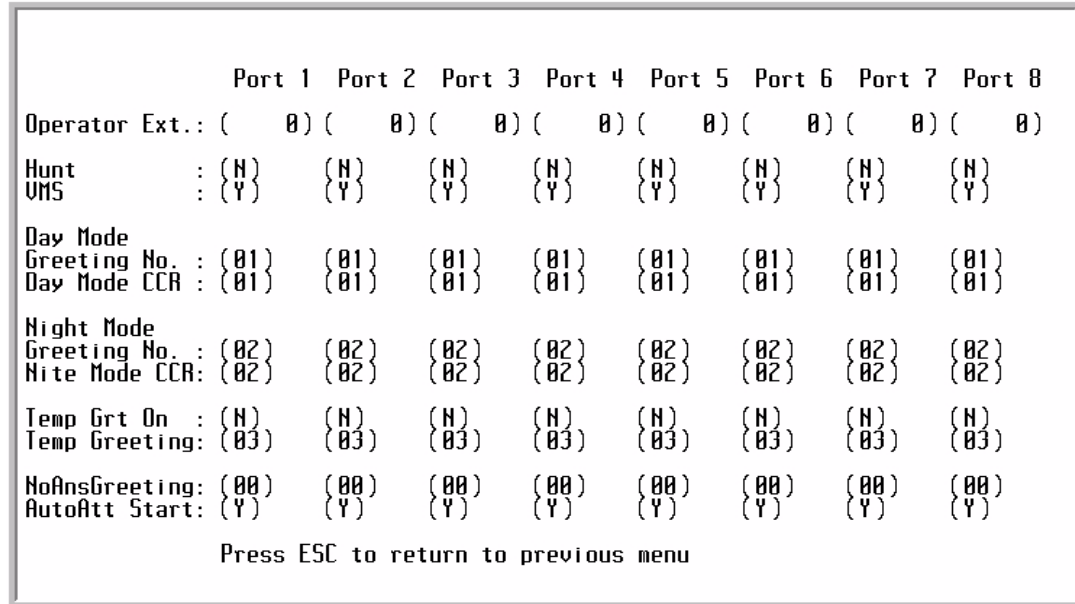 Port 1 Port 2 Port 3 Port 4 Port 5 Port 6 Port 7 Port 8
Operator Ext.: ( 0) ( 0) ( 0) ( 0) ( 0) ( 0) ( 0) ( 0)
Hunt : (N) (N) (N) (N) (N) (N) (N) (N)
VMS : (Y) (Y) (Y) (Y) (Y) (Y) (Y) (Y)
Day Mode
Greeting No. : (01) (01) (01) (01) (01) (01) (01) (01)
Day Mode CCR : (01) (01) (01) (01) (01) (01) (01) (01)
Night Mode
Greeting No. : (02) (02) (02) (02) (02) (02) (02) (02)
Nite Mode CCR: (02) (02) (02) (02) (02) (02) (02) (02)
Temp Grt On : (N) (N) (N) (N) (N) (N) (N) (N)
Temp Greeting: (03) (03) (03) (03) (03) (03) (03) (03)
NoAnsGreeting: (00) (00) (00) (00) (00) (00) (00) (00)
AutoAtt Start: (Y) (Y) (Y) (Y) (Y) (Y) (Y) (Y)
Press ESC to return to previous menu